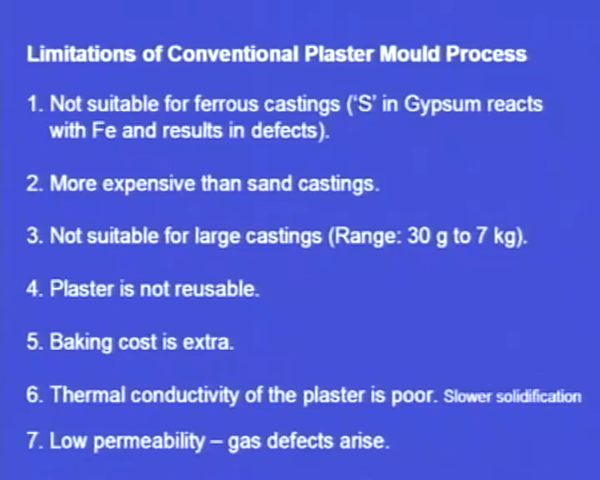 Limitations of Conventional Plaster Mould Process
1. Not suitable for ferrous castings (‘S’ in Gypsum reacts
with Fe and results in defects).
2. More expensive than sand castings.
3. Not suitable for large castings (Range: 30 g to 7 kg).
4. Plaster is not reusable.
5. Baking cost is extra.
6. Thermal conductivity of the plaster is poor. Slower solidification
7. Low permeability – gas defects arise.